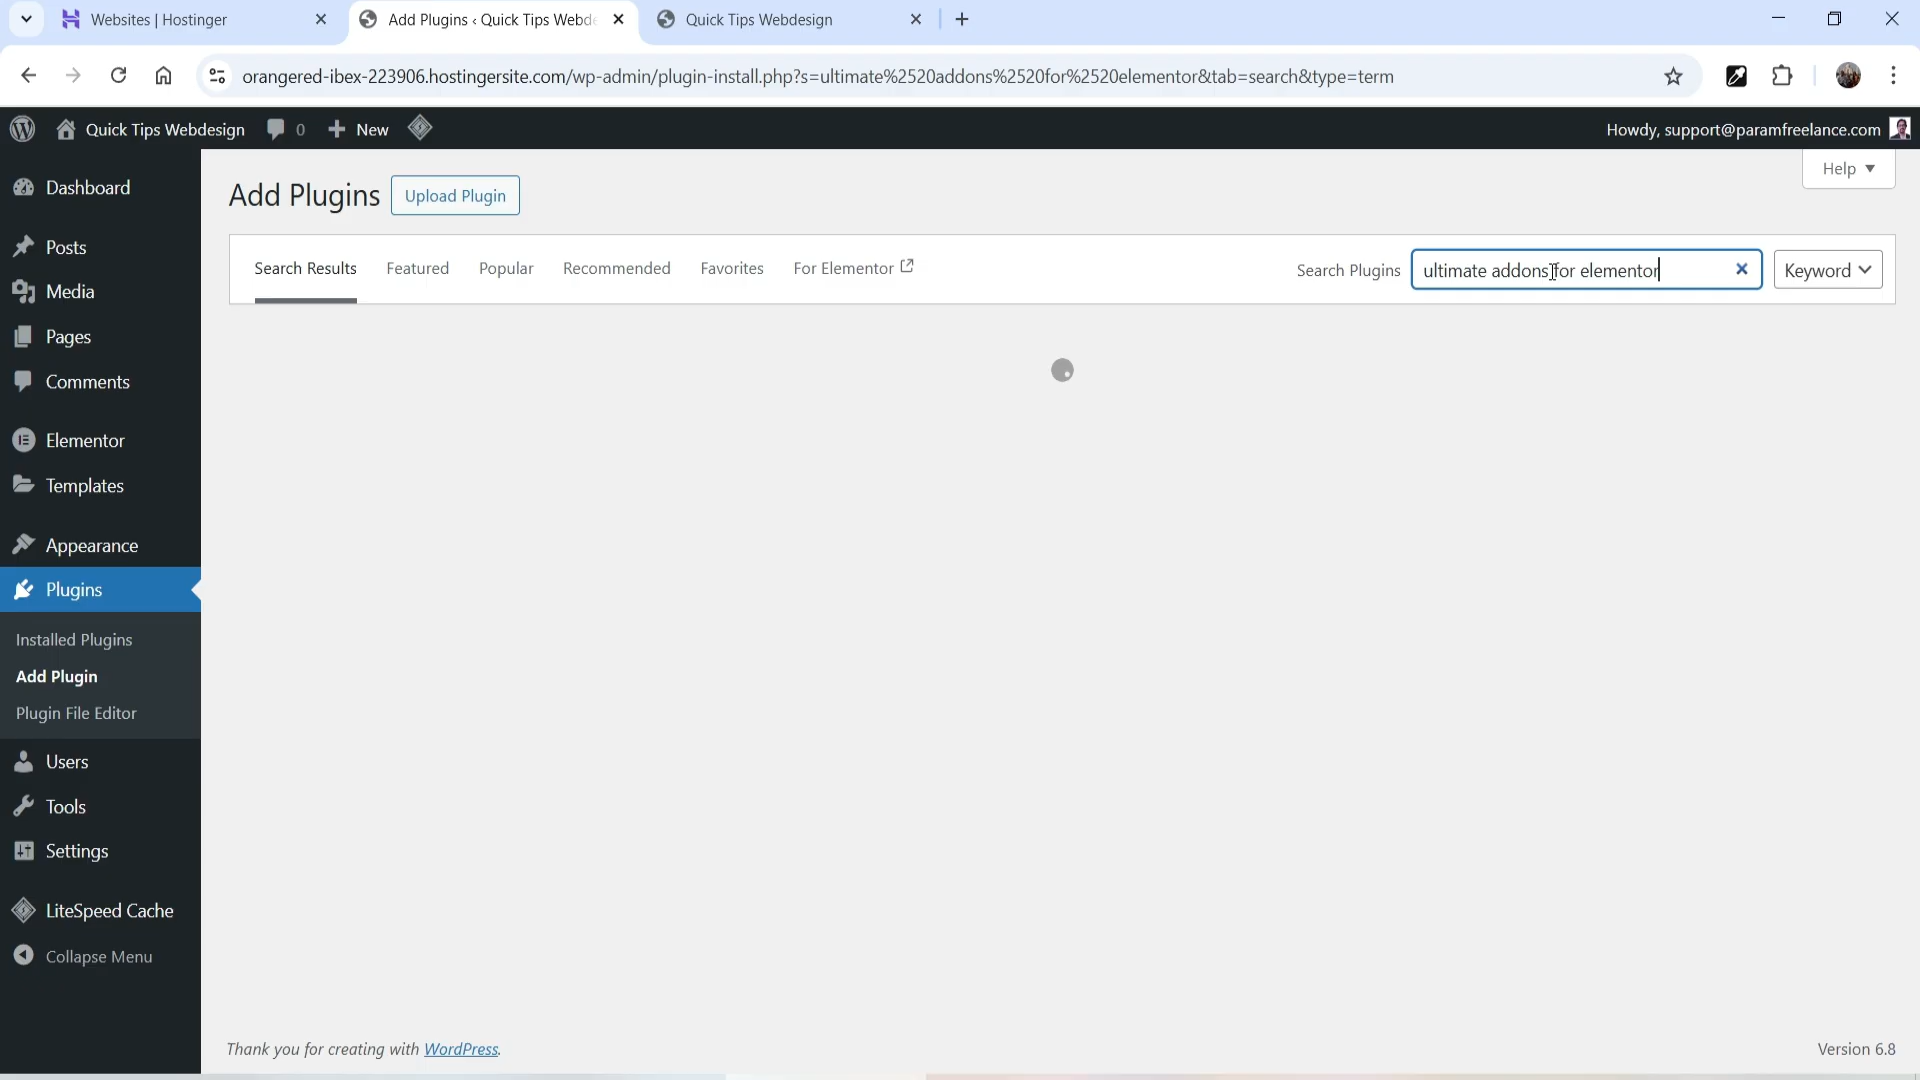 Websites | Hostinger
Add Plugins ‹ Quick Tips Webde
Quick Tips Webdesign
orangered-ibex-223906.hostingersite.com/wp-admin/plugin-install.php?s=ultimate%2520addons%2520for%2520elementor&tab=search&type=term
Quick Tips Webdesign
0
New
Howdy, support@paramfreelance.com
Dashboard
Posts
Media
Pages
Comments
Elementor
Templates
Appearance
Plugins
Installed Plugins
Add Plugin
Plugin File Editor
Users
Tools
Settings
LiteSpeed Cache
Collapse Menu
Help
Add Plugins
Upload Plugin
Search Results
Featured
Popular
Recommended
Favorites
For Elementor
Search Plugins
ultimate addons for elementor
Keyword
Thank you for creating with WordPress.
Version 6.8